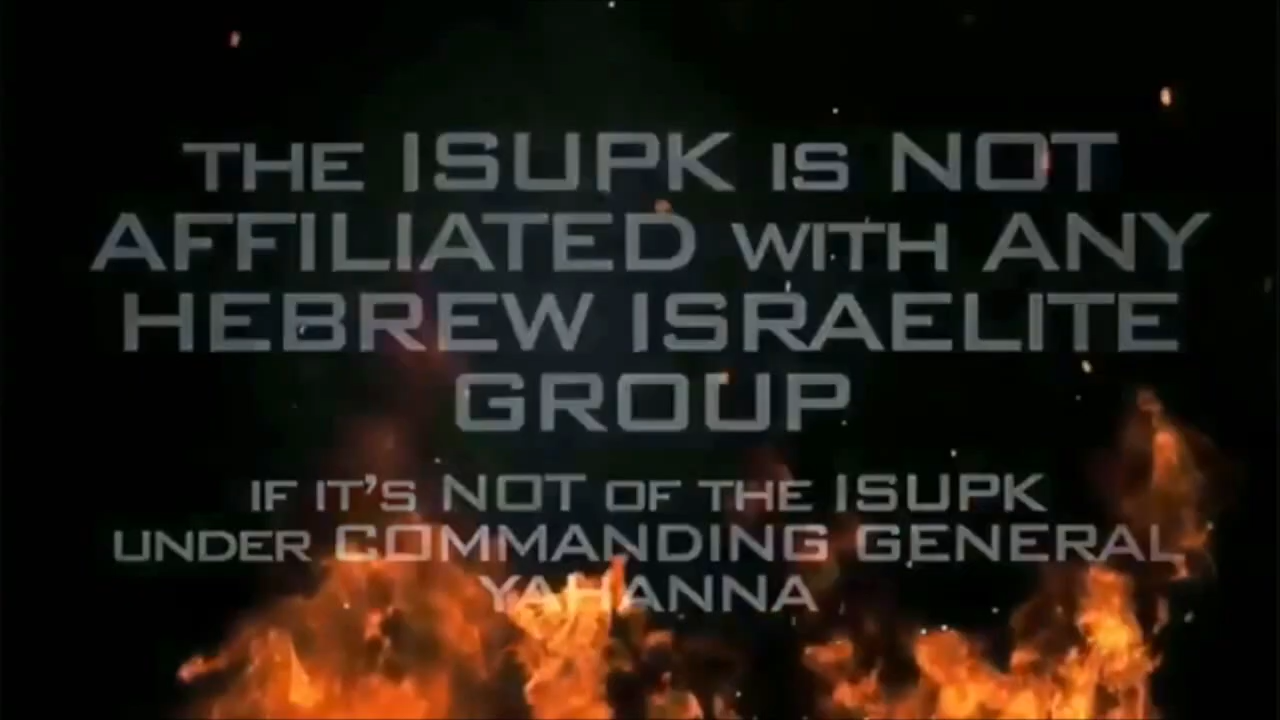 THE ISUPK IS NOT
AFFILIATED WITH ANY
HEBREW ISRAELITE
GROUP
IF IT'S NOT OF THE ISUPK
UNDER COMMANDING GENERAL
YAHANNA